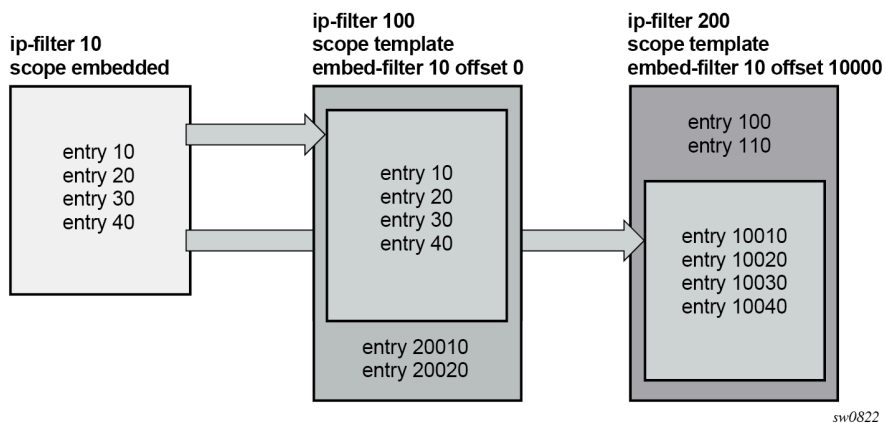 ip-filter 10
scope embedded
entry 10
entry 20
entry 30
entry 40
ip-filter 100
scope template
embed-filter 10 offset 0
entry 10
entry 20
entry 30
entry 40
entry 20010
entry 20020
ip-filter 200
scope template
embed-filter 10 offset 10000
entry 100
entry 110
entry 10010
entry 10020
entry 10030
entry 10040
sw0822